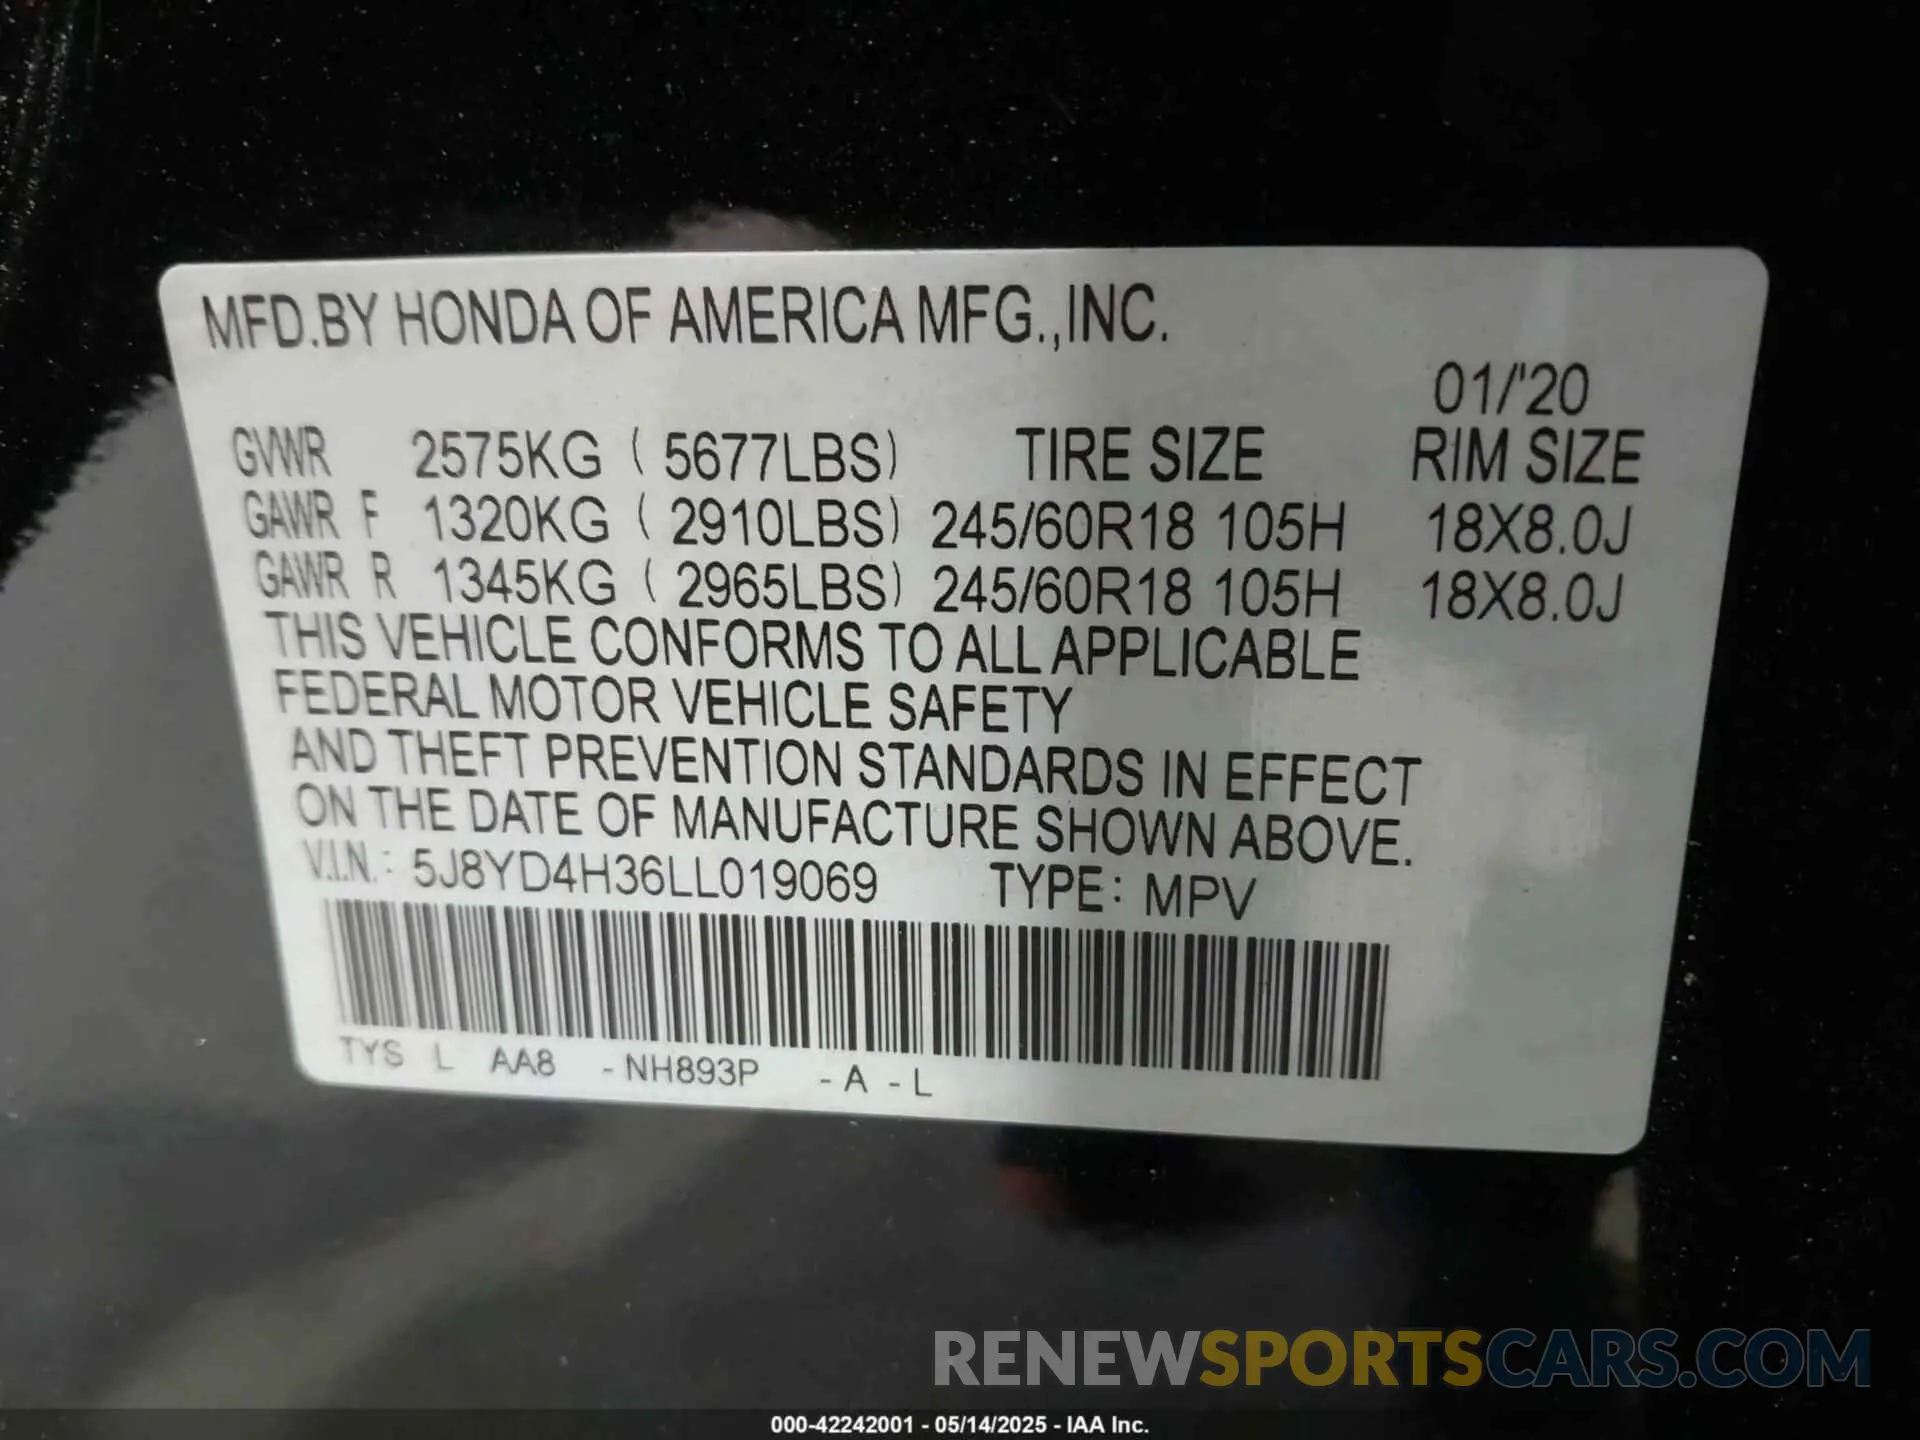 MFD.BY HONDA OF AMERICA MFG.,INC.
01/'20
GVWR 2575KG ( 5677LBS) TIRE SIZE RIM SIZE
GAWR F 1320KG ( 2910LBS) 245/60R18 105H 18X8.0J
GAWR R 1345KG ( 2965LBS) 245/60R18 105H 18X8.0J
THIS VEHICLE CONFORMS TO ALL APPLICABLE
FEDERAL MOTOR VEHICLE SAFETY
AND THEFT PREVENTION STANDARDS IN EFFECT
ON THE DATE OF MANUFACTURE SHOWN ABOVE.
V.I.N.: 5J8YD4H36LL019069 TYPE: MPV
TYS L AA8 -NH893P -A -L
RENEWSPORTSCARS.COM
000-42242001 - 05/14/2025 - IAA Inc.